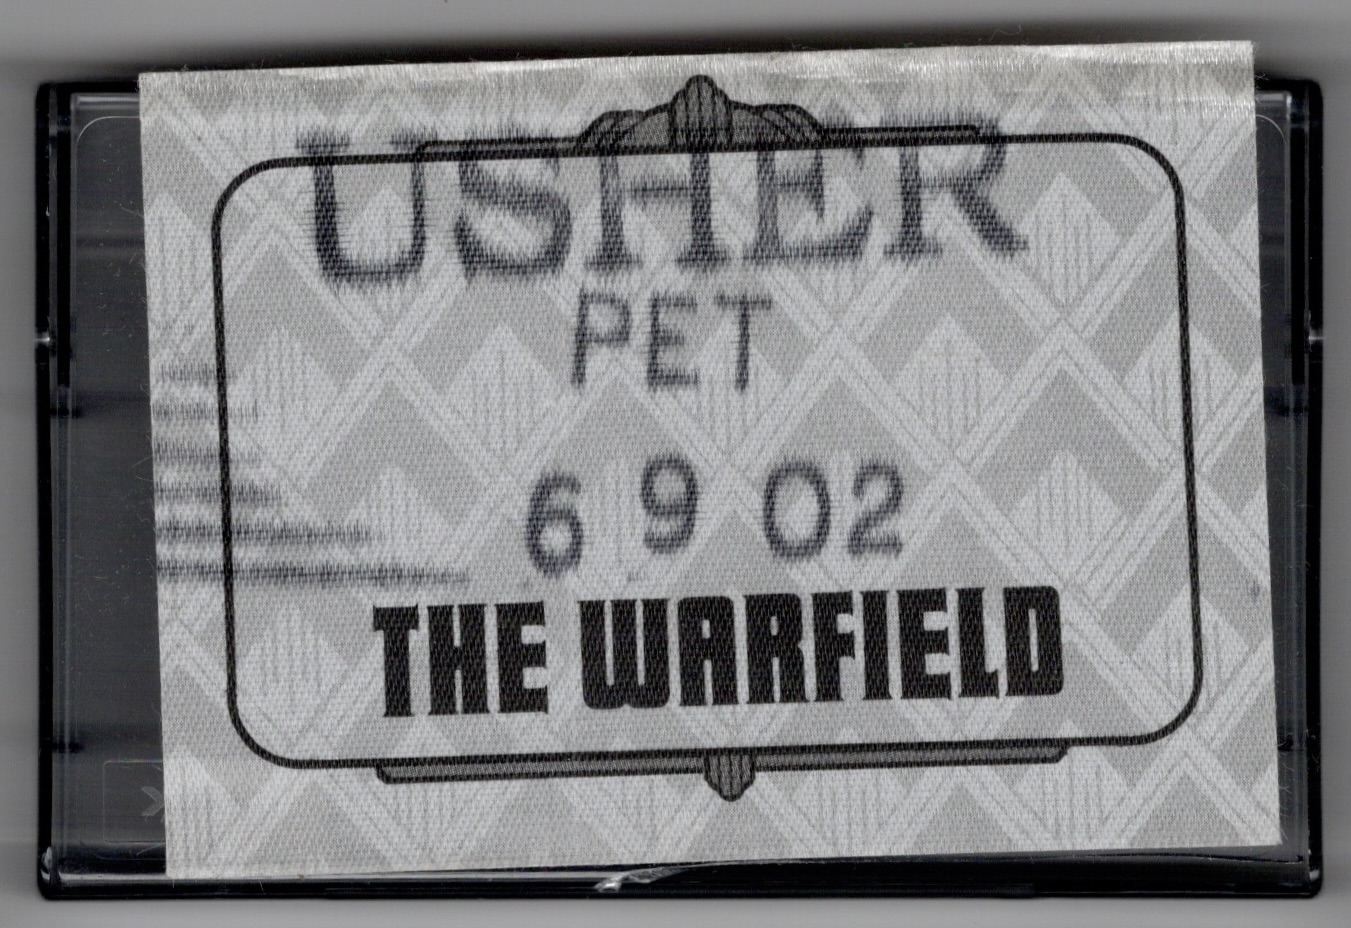 USHER
PET
6 9 02
THE WARFIELD